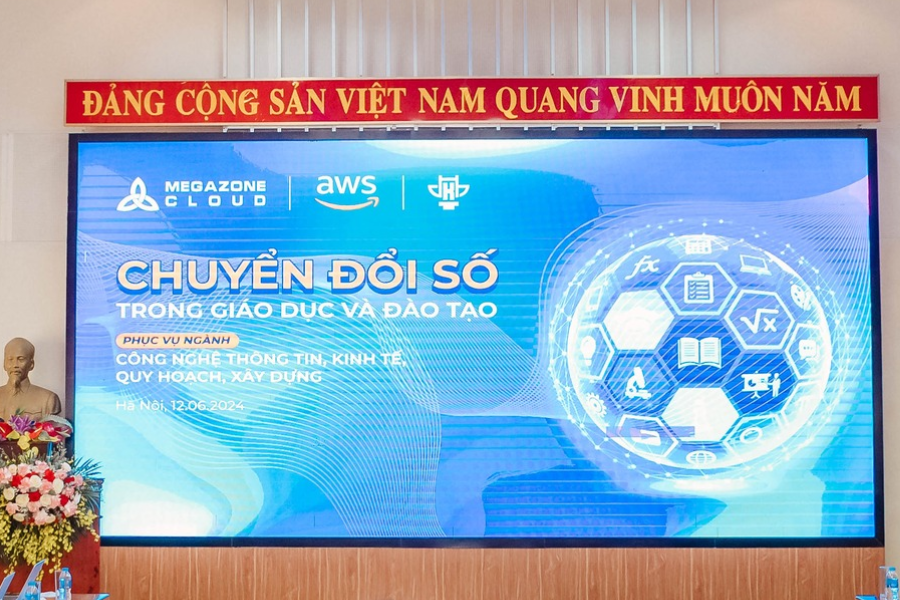 ĐẢNG CỘNG SẢN VIỆT NAM QUANG VINH MUÔN NĂM
MEGAZONE
CLOUD
aws
CHUYỂN ĐỔI SỐ
TRONG GIÁO DỤC VÀ ĐÀO TẠO
PHỤC VỤ NGÀNH
CÔNG NGHỆ THÔNG TIN, KINH TẾ,
QUY HOẠCH, XÂY DỰNG
Hà Nội, 12.06.2024
fx
√x